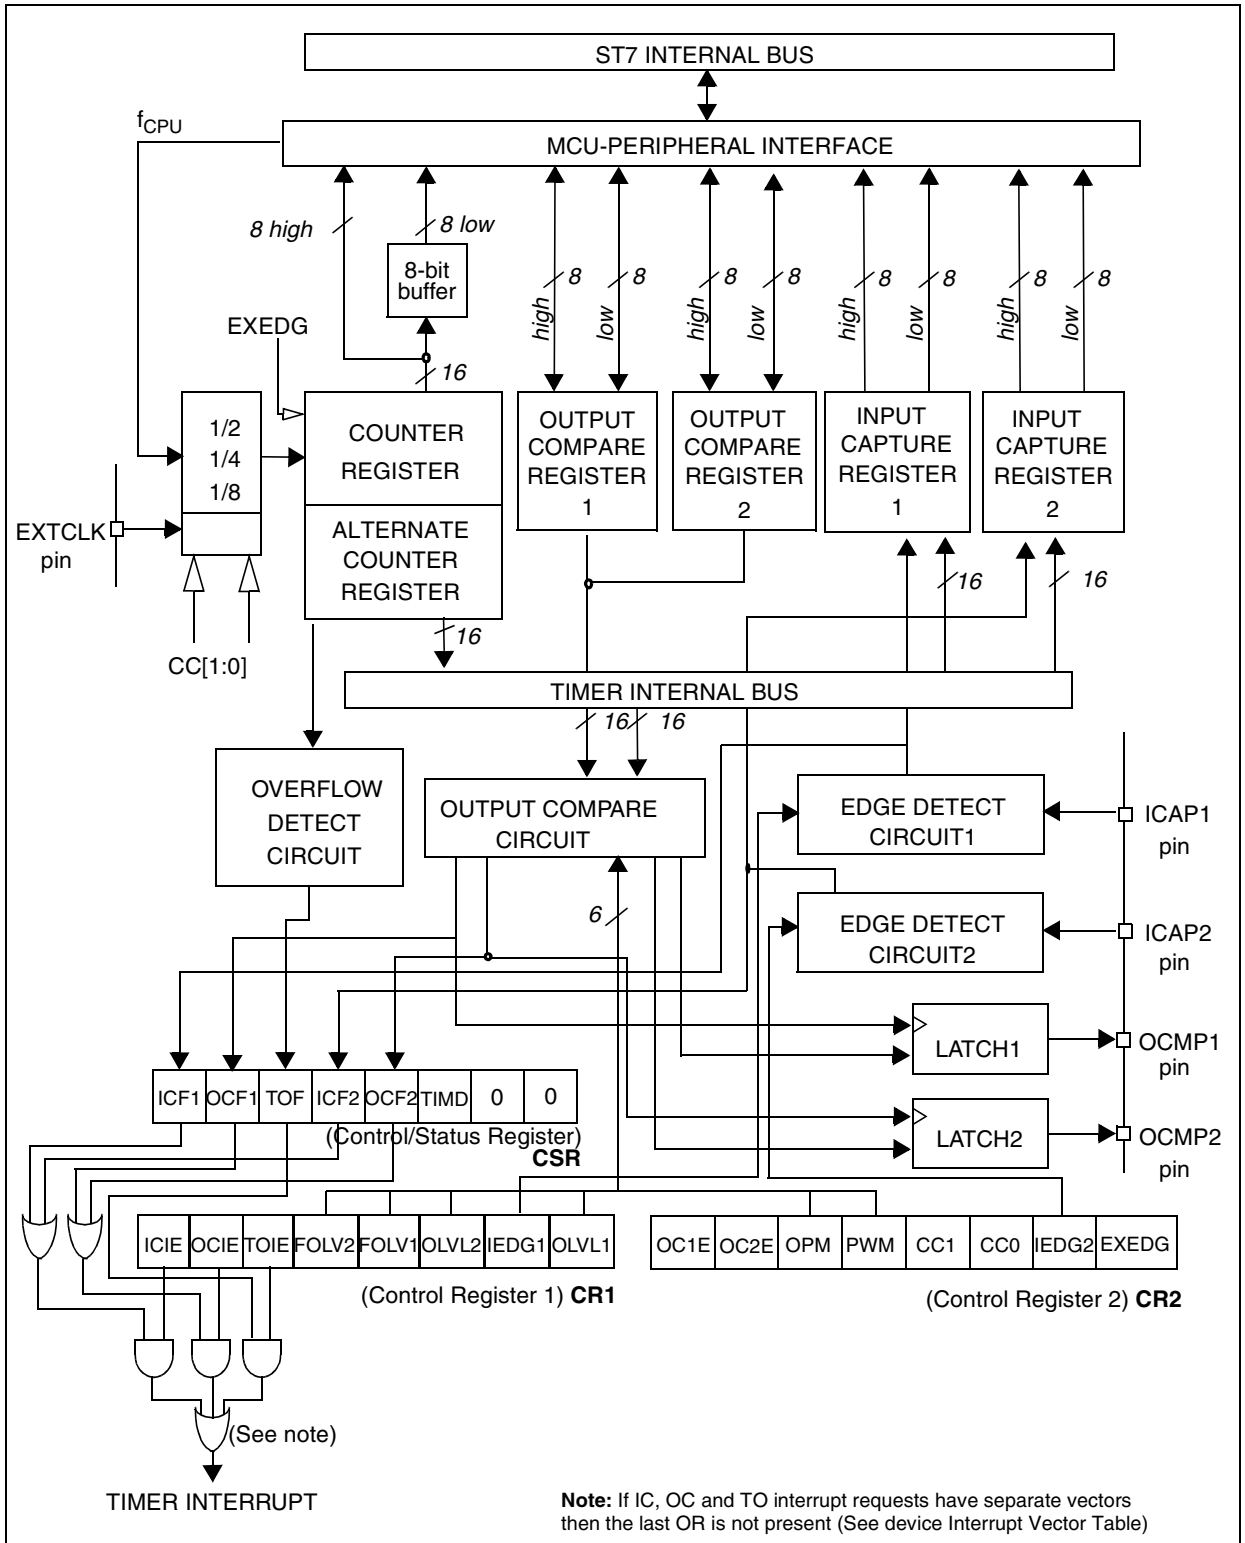 ST7 INTERNAL BUS
fCPU
MCU-PERIPHERAL INTERFACE
8 high
8 low
8-bit
buffer
8
8
8
8
8
8
8
8
high
low
high
low
high
low
high
low
EXEDG
16
1/2
1/4
1/8
COUNTER
REGISTER
OUTPUT
COMPARE
REGISTER
1
OUTPUT
COMPARE
REGISTER
2
INPUT
CAPTURE
REGISTER
1
INPUT
CAPTURE
REGISTER
2
EXTCLK
pin
ALTERNATE
COUNTER
REGISTER
16
16
16
CC[1:0]
TIMER INTERNAL BUS
16
16
OVERFLOW
DETECT
CIRCUIT
OUTPUT COMPARE
CIRCUIT
EDGE DETECT
CIRCUIT1
ICAP1
pin
6
EDGE DETECT
CIRCUIT2
ICAP2
pin
LATCH1
OCMP1
pin
ICF1 OCF1 TOF ICF2 OCF2 TIMD 0 0
(Control/Status Register)
CSR
LATCH2
OCMP2
pin
ICIE OCIE TOIE FOLV2 FOLV1 OLVL2 IEDG1 OLVL1
OC1E OC2E OPM PWM CC1 CC0 IEDG2 EXEDG
(Control Register 1) CR1
(Control Register 2) CR2
(See note)
TIMER INTERRUPT
Note: If IC, OC and TO interrupt requests have separate vectors
then the last OR is not present (See device Interrupt Vector Table)